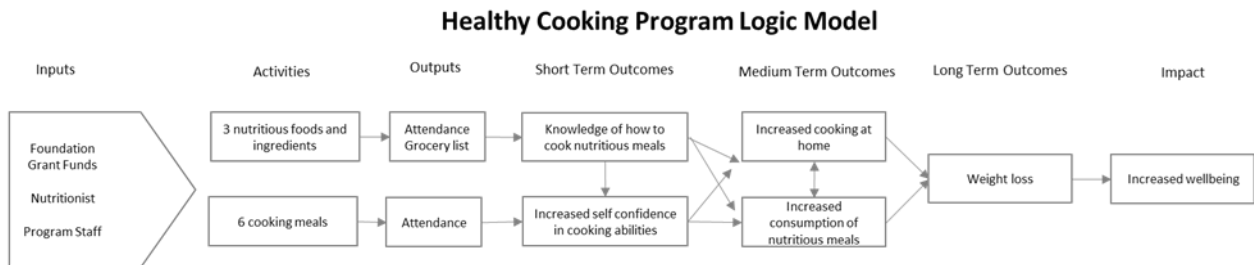 Healthy Cooking Program Logic Model
Inputs
Activities
Outputs
Short Term Outcomes
Medium Term Outcomes
Long Term Outcomes
Impact
Foundation
Grant Funds
Nutritionist
Program Staff
3 nutritious foods and
ingredients
Attendance
Grocery list
Knowledge of how to
cook nutritious meals
Increased cooking at
home
6 cooking meals
Attendance
Increased self confidence
in cooking abilities
Increased
consumption of
nutritious meals
Weight loss
Increased wellbeing